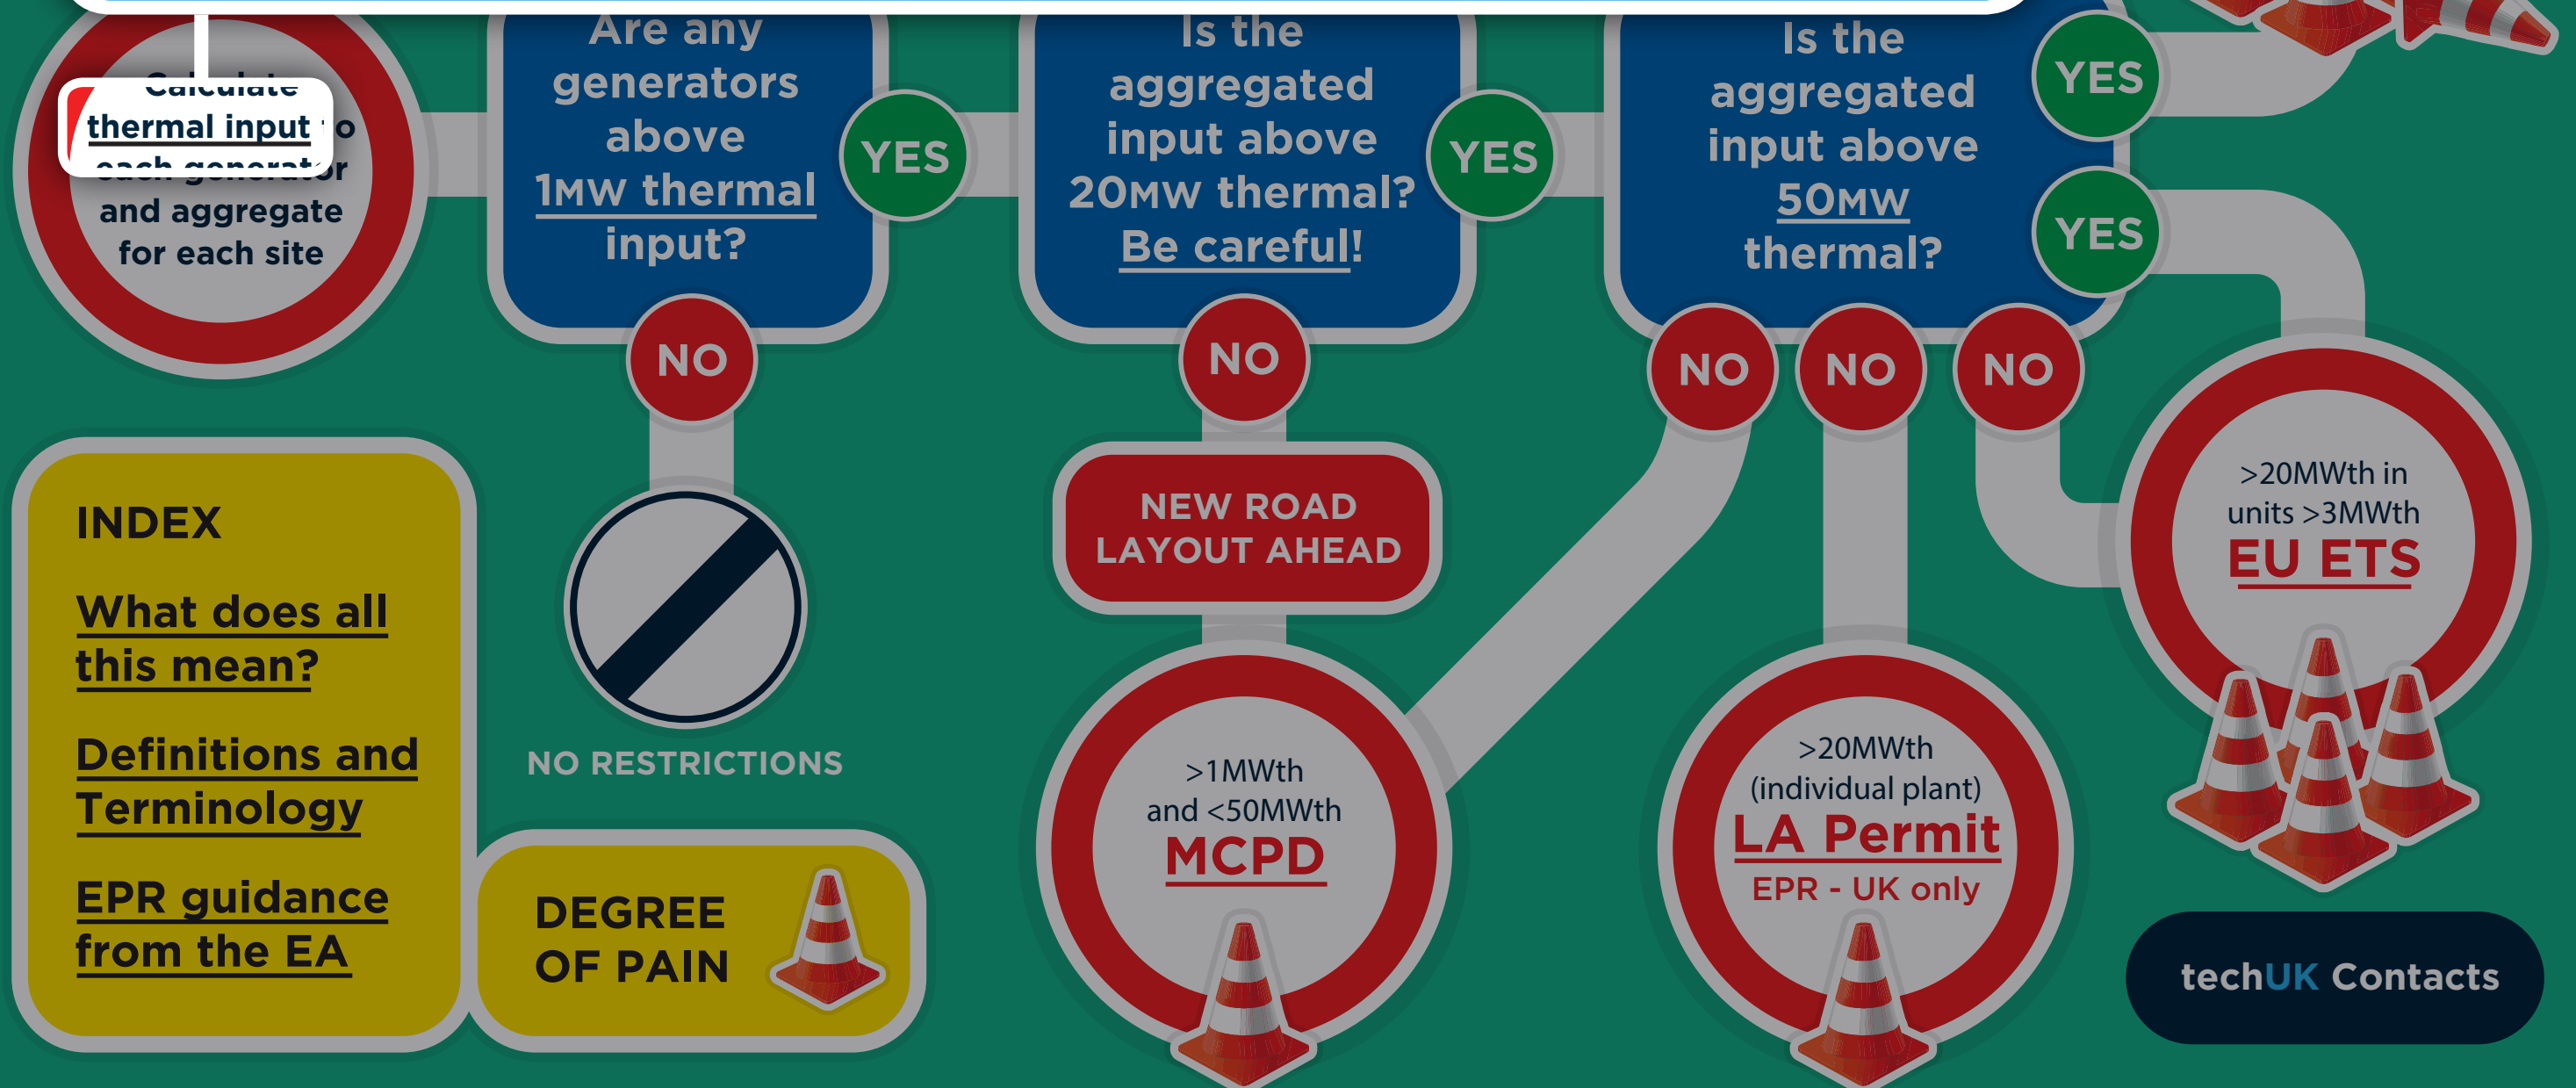 Calculate
thermal input to
each generator
and aggregate
for each site
Are any
generators
above
1MW thermal
input?
YES
NO
Is the
aggregated
input above
20MW thermal?
Be careful!
YES
NO
Is the
aggregated
input above
50MW
thermal?
YES
YES
NO
NO
NO
NEW ROAD
LAYOUT AHEAD
NO RESTRICTIONS
>1MWth
and <50MWth
MCPD
>20MWth
(individual plant)
LA Permit
EPR - UK only
>20MWth in
units >3MWth
EU ETS
INDEX
What does all
this mean?
Definitions and
Terminology
EPR guidance
from the EA
DEGREE
OF PAIN
techUK Contacts